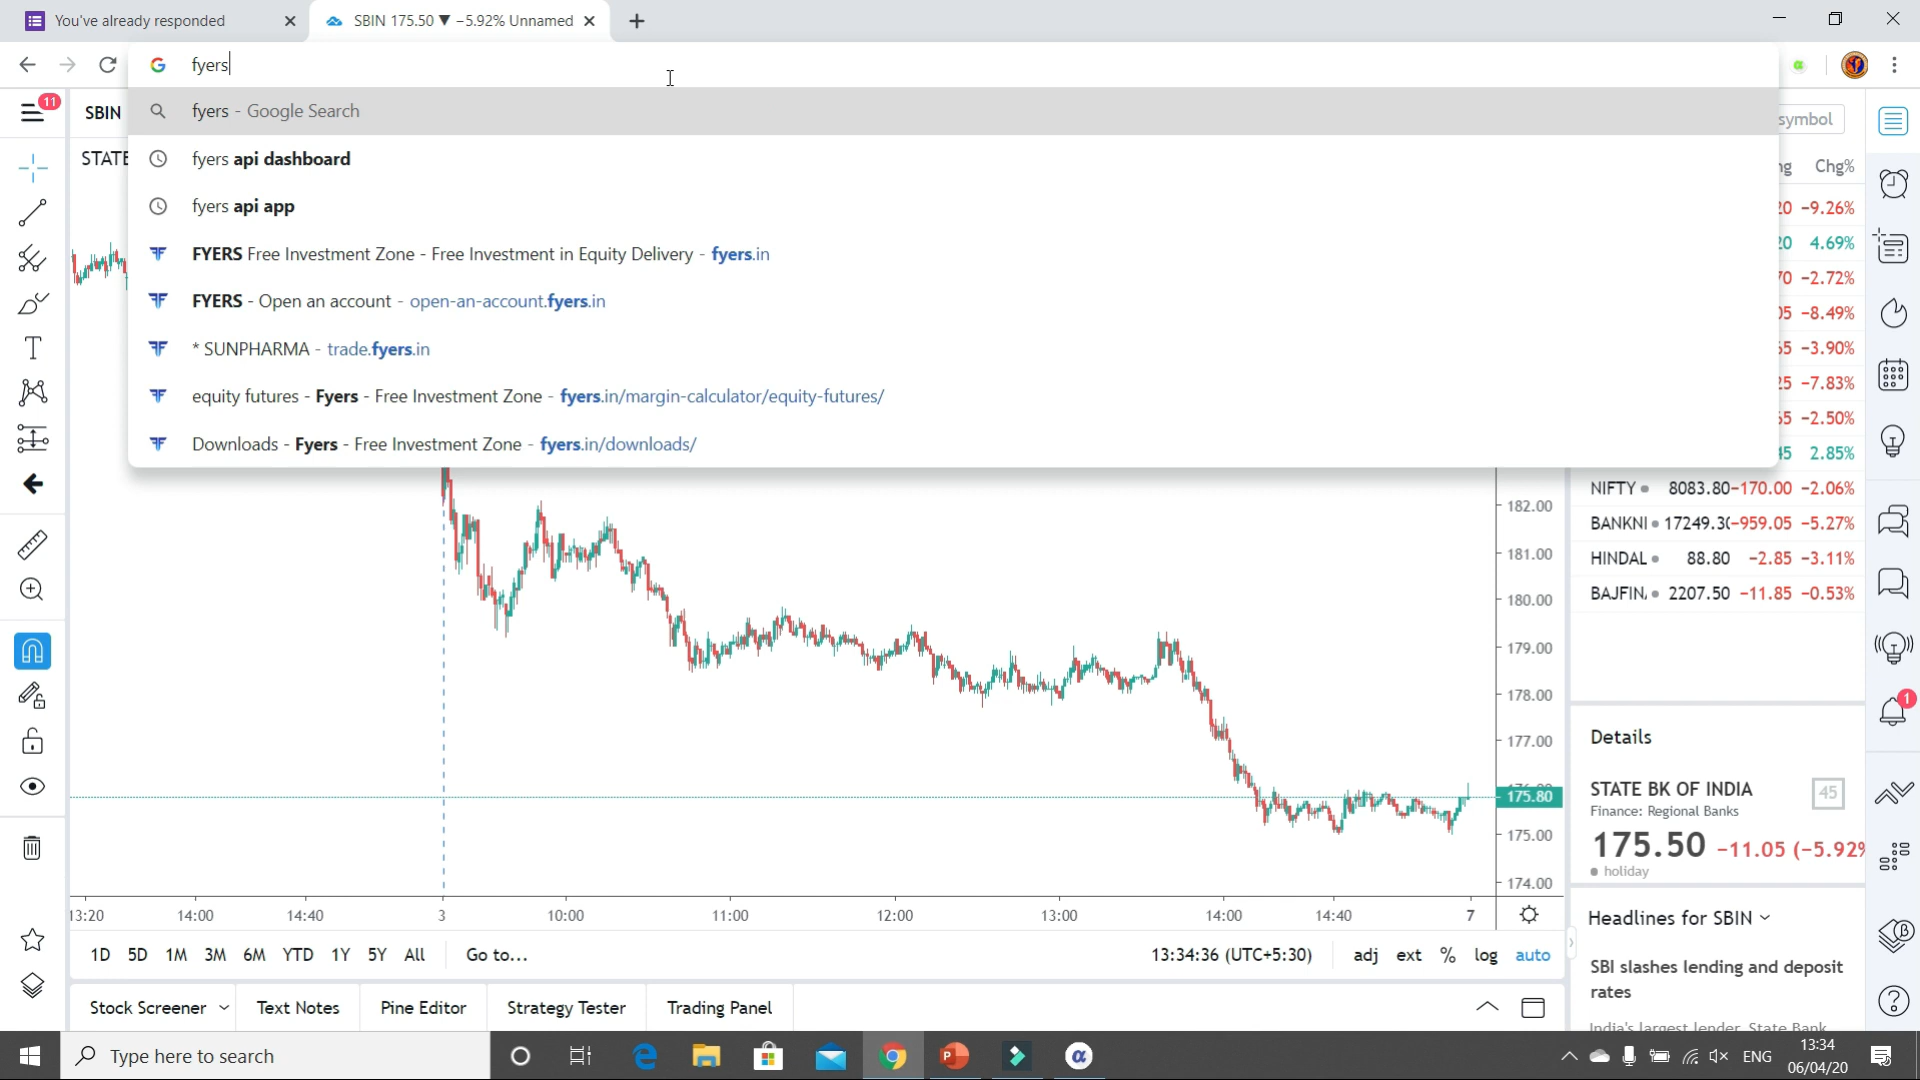 You've already responded
SBIN 175.50 ▼ −5.92% Unnamed
fyers
11
SBIN
fyers - Google Search
symbol
STATE
fyers api dashboard
Chg%
fyers api app
−9.26%
4.69%
FYERS Free Investment Zone - Free Investment in Equity Delivery - fyers.in
−2.72%
FYERS - Open an account - open-an-account.fyers.in
−8.49%
* SUNPHARMA - trade.fyers.in
−3.90%
−7.83%
equity futures - Fyers - Free Investment Zone - fyers.in/margin-calculator/equity-futures/
−2.50%
Downloads - Fyers - Free Investment Zone - fyers.in/downloads/
2.85%
NIFTY 8083.80 −170.00 −2.06%
BANKNI 17249.3( −959.05 −5.27%
HINDAL 88.80 −2.85 −3.11%
BAJFIN, 2207.50 −11.85 −0.53%
182.00
181.00
180.00
179.00
178.00
177.00
175.80
175.00
174.00
1
Details
STATE BK OF INDIA
45
Finance: Regional Banks
175.50 −11.05 (−5.92%
holiday
13:20 14:00 14:40 3 10:00 11:00 12:00 13:00 14:00 14:40 7
Headlines for SBIN
1D 5D 1M 3M 6M YTD 1Y 5Y All Go to... 13:34:36 (UTC+5:30) adj ext % log auto
SBI slashes lending and deposit
rates
India's largest lender, State Bank
Stock Screener Text Notes Pine Editor Strategy Tester Trading Panel
Type here to search
ENG
13:34
06/04/20